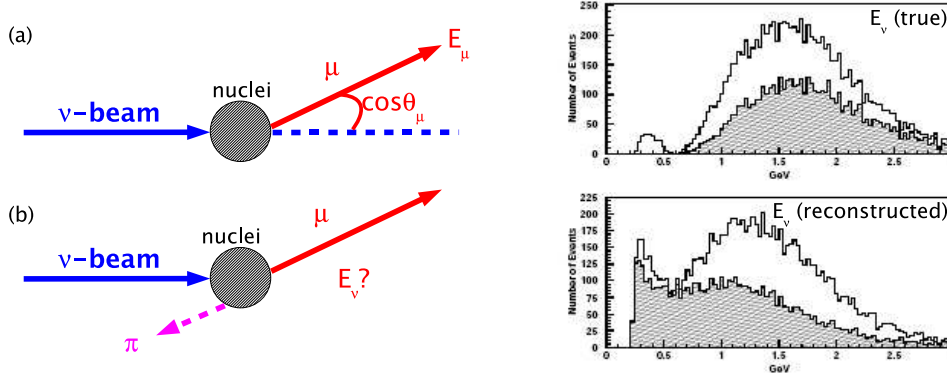 (a)
nuclei
ν-beam
μ
E_μ
cosθ_μ
(b)
nuclei
ν-beam
μ
E_ν?
π
E_ν (true)
Number of Events
250
200
150
100
50
0
0 0.5 1 1.5 2 2.5
GeV
E_ν (reconstructed)
Number of Events
225
200
175
150
125
100
75
50
25
0
0 0.5 1 1.5 2 2.5
GeV